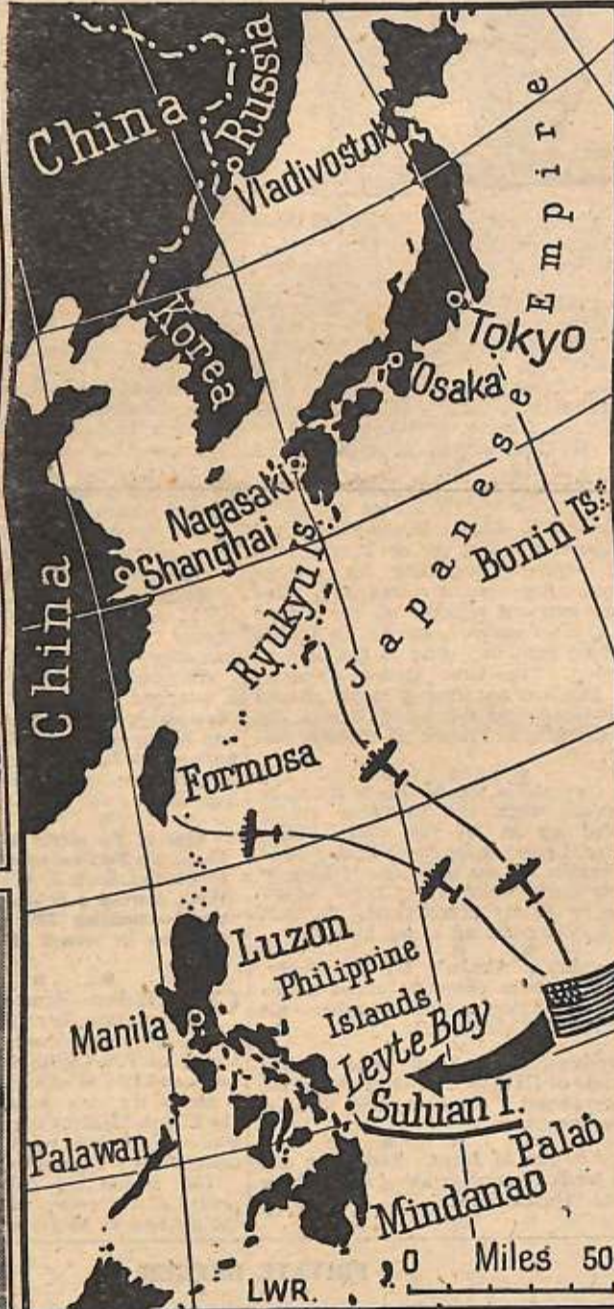 China
Russia
Vladivostok
Korea
Japanese Empire
Tokyo
Osaka
Nagasaki
Shanghai
China
Ryukyu Is.
Bonin Is.
Formosa
Luzon
Philippine
Islands
Manila
Leyte Bay
Suluan I.
Palawan
Palab
Mindanao
0 Miles 50
LWR.